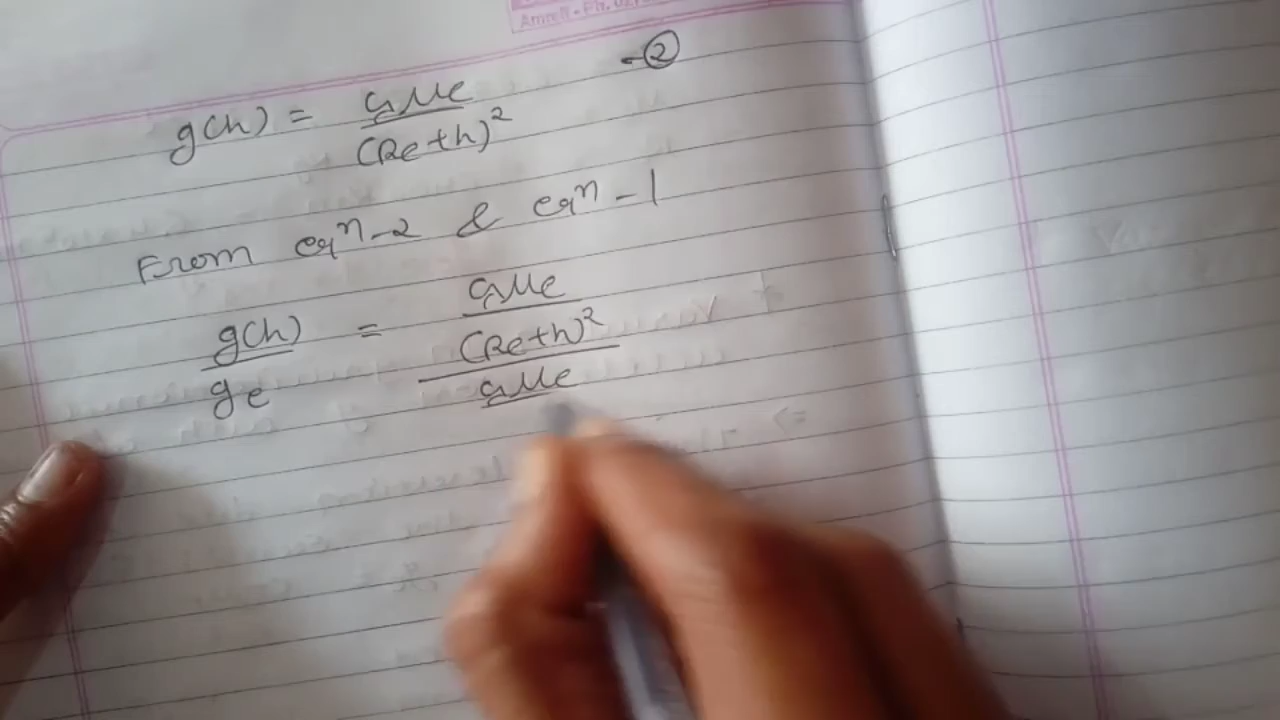 -②
g(h) = GMe
(Re+h)²
From eqn-2 & eqn-1
g(h) = GMe
(Re+h)²
ge GMe